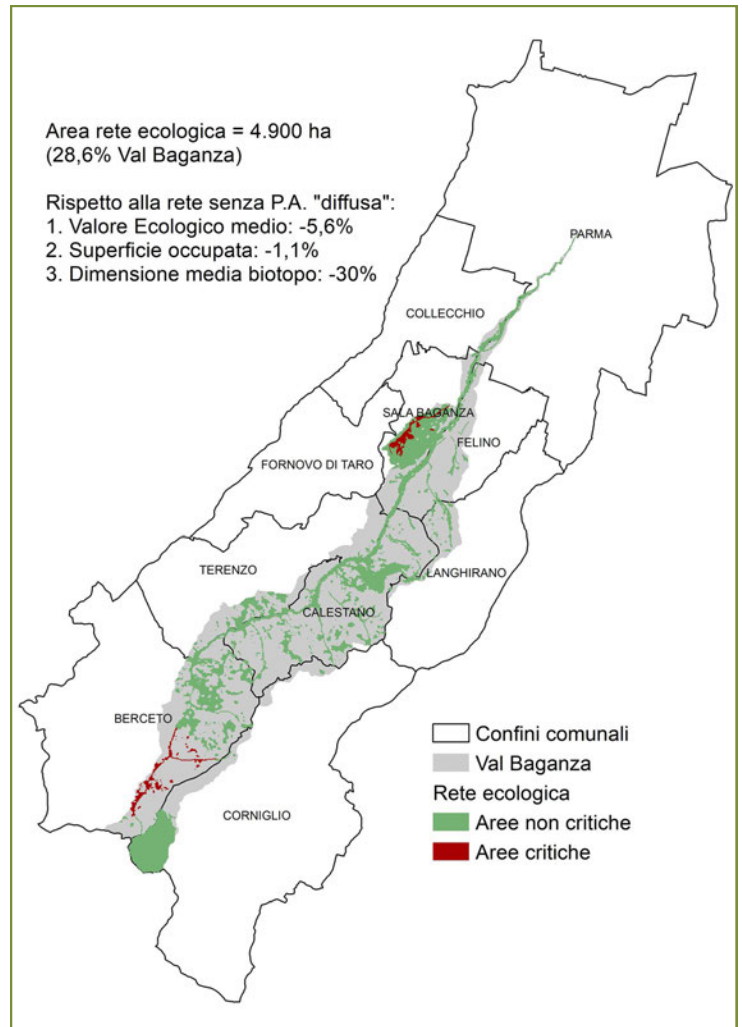 Area rete ecologica = 4.900 ha
(28,6% Val Baganza)
Rispetto alla rete senza P.A. "diffusa":
1. Valore Ecologico medio: -5,6%
2. Superficie occupata: -1,1%
3. Dimensione media biotopo: -30%
PARMA
COLLECCHIO
SALA BAGANZA
FELINO
FORNOVO DI TARO
TERENZO
LANGHIRANO
CALESTANO
BERCETO
CORNIGLIO
Confini comunali
Val Baganza
Rete ecologica
Aree non critiche
Aree critiche